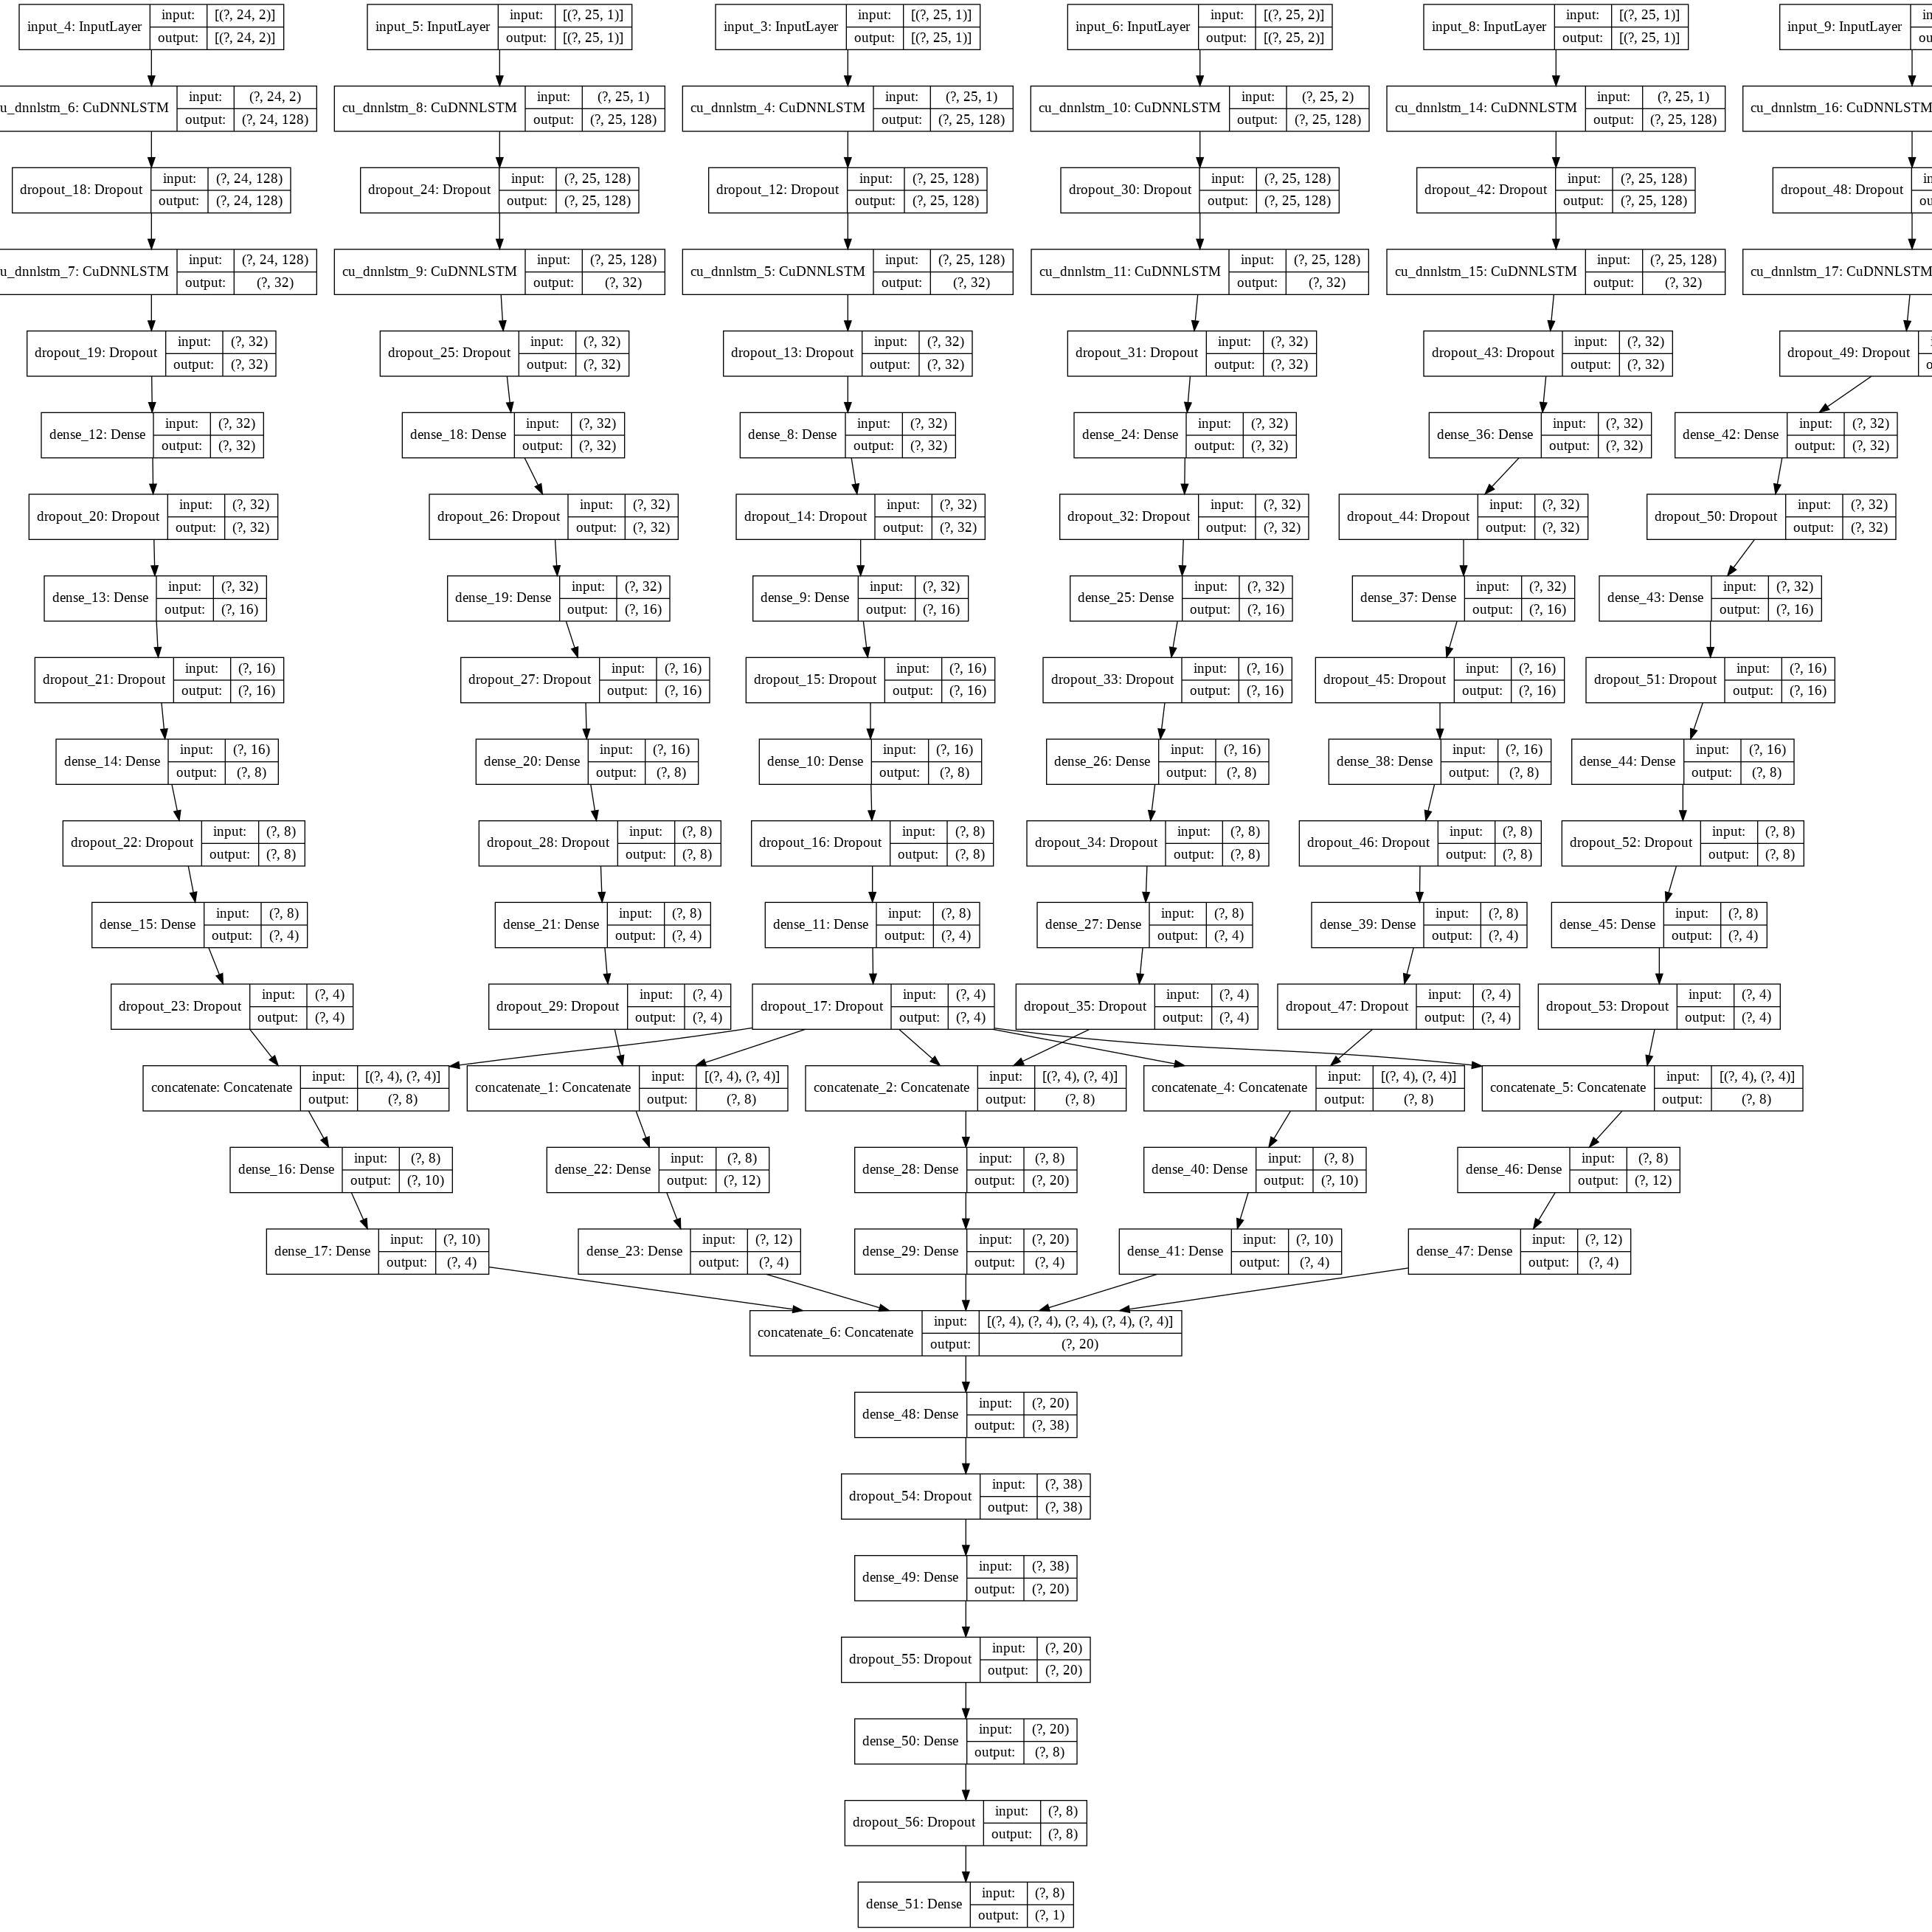 input: [(?, 24, 2)] input: [(?, 25, 1)] input: [(?, 25, 1)] input: [(?, 25, 2)] input: [(?, 25, 1)]
input_4: InputLayer input_5: InputLayer input_3: InputLayer input_6: InputLayer input_8: InputLayer input_9: InputLayer
output: [(?, 24, 2)] output: [(?, 25, 1)] output: [(?, 25, 1)] output: [(?, 25, 2)] output: [(?, 25, 1)]
input: (?, 24, 2) input: (?, 25, 1) input: (?, 25, 1) input: (?, 25, 2) input: (?, 25, 1)
u_dnnlstm_6: CuDNNLSTM cu_dnnlstm_8: CuDNNLSTM cu_dnnlstm_4: CuDNNLSTM cu_dnnlstm_10: CuDNNLSTM cu_dnnlstm_14: CuDNNLSTM cu_dnnlstm_16: CuDNNLSTM
output: (?, 24, 128) output: (?, 25, 128) output: (?, 25, 128) output: (?, 25, 128) output: (?, 25, 128)
input: (?, 24, 128) input: (?, 25, 128) input: (?, 25, 128) input: (?, 25, 128) input: (?, 25, 128)
dropout_18: Dropout dropout_24: Dropout dropout_12: Dropout dropout_30: Dropout dropout_42: Dropout dropout_48: Dropout
output: (?, 24, 128) output: (?, 25, 128) output: (?, 25, 128) output: (?, 25, 128) output: (?, 25, 128)
input: (?, 24, 128) input: (?, 25, 128) input: (?, 25, 128) input: (?, 25, 128) input: (?, 25, 128)
u_dnnlstm_7: CuDNNLSTM cu_dnnlstm_9: CuDNNLSTM cu_dnnlstm_5: CuDNNLSTM cu_dnnlstm_11: CuDNNLSTM cu_dnnlstm_15: CuDNNLSTM cu_dnnlstm_17: CuDNNLSTM
output: (?, 32) output: (?, 32) output: (?, 32) output: (?, 32) output: (?, 32)
input: (?, 32) input: (?, 32) input: (?, 32) input: (?, 32) input: (?, 32)
dropout_19: Dropout dropout_25: Dropout dropout_13: Dropout dropout_31: Dropout dropout_43: Dropout dropout_49: Dropout
output: (?, 32) output: (?, 32) output: (?, 32) output: (?, 32) output: (?, 32)
input: (?, 32) input: (?, 32) input: (?, 32) input: (?, 32) input: (?, 32) input: (?, 32)
dense_12: Dense dense_18: Dense dense_8: Dense dense_24: Dense dense_36: Dense dense_42: Dense
output: (?, 32) output: (?, 32) output: (?, 32) output: (?, 32) output: (?, 32) output: (?, 32)
input: (?, 32) input: (?, 32) input: (?, 32) input: (?, 32) input: (?, 32) input: (?, 32)
dropout_20: Dropout dropout_26: Dropout dropout_14: Dropout dropout_32: Dropout dropout_44: Dropout dropout_50: Dropout
output: (?, 32) output: (?, 32) output: (?, 32) output: (?, 32) output: (?, 32) output: (?, 32)
input: (?, 32) input: (?, 32) input: (?, 32) input: (?, 32) input: (?, 32) input: (?, 32)
dense_13: Dense dense_19: Dense dense_9: Dense dense_25: Dense dense_37: Dense dense_43: Dense
output: (?, 16) output: (?, 16) output: (?, 16) output: (?, 16) output: (?, 16) output: (?, 16)
input: (?, 16) input: (?, 16) input: (?, 16) input: (?, 16) input: (?, 16) input: (?, 16)
dropout_21: Dropout dropout_27: Dropout dropout_15: Dropout dropout_33: Dropout dropout_45: Dropout dropout_51: Dropout
output: (?, 16) output: (?, 16) output: (?, 16) output: (?, 16) output: (?, 16) output: (?, 16)
input: (?, 16) input: (?, 16) input: (?, 16) input: (?, 16) input: (?, 16) input: (?, 16)
dense_14: Dense dense_20: Dense dense_10: Dense dense_26: Dense dense_38: Dense dense_44: Dense
output: (?, 8) output: (?, 8) output: (?, 8) output: (?, 8) output: (?, 8) output: (?, 8)
input: (?, 8) input: (?, 8) input: (?, 8) input: (?, 8) input: (?, 8) input: (?, 8)
dropout_22: Dropout dropout_28: Dropout dropout_16: Dropout dropout_34: Dropout dropout_46: Dropout dropout_52: Dropout
output: (?, 8) output: (?, 8) output: (?, 8) output: (?, 8) output: (?, 8) output: (?, 8)
input: (?, 8) input: (?, 8) input: (?, 8) input: (?, 8) input: (?, 8) input: (?, 8)
dense_15: Dense dense_21: Dense dense_11: Dense dense_27: Dense dense_39: Dense dense_45: Dense
output: (?, 4) output: (?, 4) output: (?, 4) output: (?, 4) output: (?, 4) output: (?, 4)
input: (?, 4) input: (?, 4) input: (?, 4) input: (?, 4) input: (?, 4) input: (?, 4)
dropout_23: Dropout dropout_29: Dropout dropout_17: Dropout dropout_35: Dropout dropout_47: Dropout dropout_53: Dropout
output: (?, 4) output: (?, 4) output: (?, 4) output: (?, 4) output: (?, 4) output: (?, 4)
input: [(?, 4), (?, 4)] input: [(?, 4), (?, 4)] input: [(?, 4), (?, 4)] input: [(?, 4), (?, 4)] input: [(?, 4), (?, 4)]
concatenate: Concatenate concatenate_1: Concatenate concatenate_2: Concatenate concatenate_4: Concatenate concatenate_5: Concatenate
output: (?, 8) output: (?, 8) output: (?, 8) output: (?, 8) output: (?, 8)
input: (?, 8) input: (?, 8) input: (?, 8) input: (?, 8) input: (?, 8)
dense_16: Dense dense_22: Dense dense_28: Dense dense_40: Dense dense_46: Dense
output: (?, 10) output: (?, 12) output: (?, 20) output: (?, 10) output: (?, 12)
input: (?, 10) input: (?, 12) input: (?, 20) input: (?, 10) input: (?, 12)
dense_17: Dense dense_23: Dense dense_29: Dense dense_41: Dense dense_47: Dense
output: (?, 4) output: (?, 4) output: (?, 4) output: (?, 4) output: (?, 4)
input: [(?, 4), (?, 4), (?, 4), (?, 4), (?, 4)]
concatenate_6: Concatenate
output: (?, 20)
input: (?, 20)
dense_48: Dense
output: (?, 38)
input: (?, 38)
dropout_54: Dropout
output: (?, 38)
input: (?, 38)
dense_49: Dense
output: (?, 20)
input: (?, 20)
dropout_55: Dropout
output: (?, 20)
input: (?, 20)
dense_50: Dense
output: (?, 8)
input: (?, 8)
dropout_56: Dropout
output: (?, 8)
input: (?, 8)
dense_51: Dense
output: (?, 1)